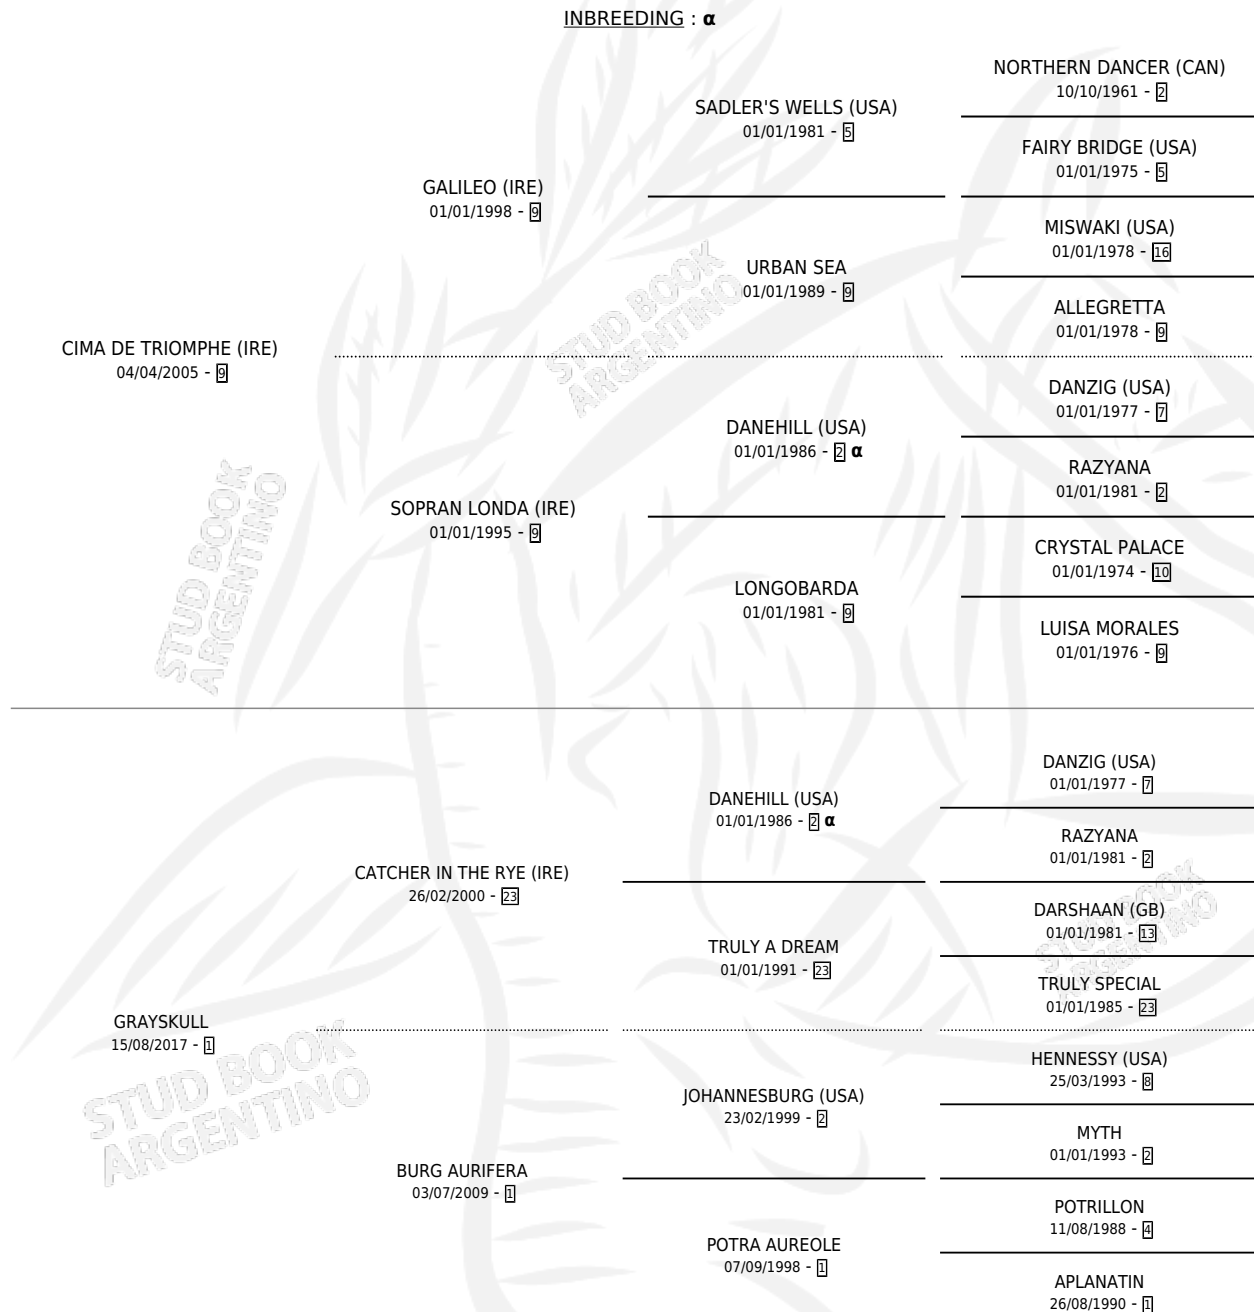 INBREEDING : α
NORTHERN DANCER (CAN)
10/10/1961 - 2
SADLER'S WELLS (USA)
01/01/1981 - 5
FAIRY BRIDGE (USA)
01/01/1975 - 5
GALILEO (IRE)
01/01/1998 - 9
MISWAKI (USA)
01/01/1978 - 16
URBAN SEA
01/01/1989 - 9
ALLEGRETTA
01/01/1978 - 9
CIMA DE TRIOMPHE (IRE)
04/04/2005 - 9
DANZIG (USA)
01/01/1977 - 7
DANEHILL (USA)
01/01/1986 - 2 α
RAZYANA
01/01/1981 - 2
SOPRAN LONDA (IRE)
01/01/1995 - 9
CRYSTAL PALACE
01/01/1974 - 10
LONGOBARDA
01/01/1981 - 9
LUISA MORALES
01/01/1976 - 9
DANZIG (USA)
01/01/1977 - 7
DANEHILL (USA)
01/01/1986 - 2 α
RAZYANA
01/01/1981 - 2
CATCHER IN THE RYE (IRE)
26/02/2000 - 23
DARSHAAN (GB)
01/01/1981 - 13
TRULY A DREAM
01/01/1991 - 23
TRULY SPECIAL
01/01/1985 - 23
GRAYSKULL
15/08/2017 - 1
HENNESSY (USA)
25/03/1993 - 8
JOHANNESBURG (USA)
23/02/1999 - 2
MYTH
01/01/1993 - 2
BURG AURIFERA
03/07/2009 - 1
POTRILLON
11/08/1988 - 4
POTRA AUREOLE
07/09/1998 - 1
APLANATIN
26/08/1990 - 1
STUD BOOK
ARGENTINO
STUD BOOK
ARGENTINO
STUD BOOK
ARGENTINO
STUD BOOK
ARGENTINO